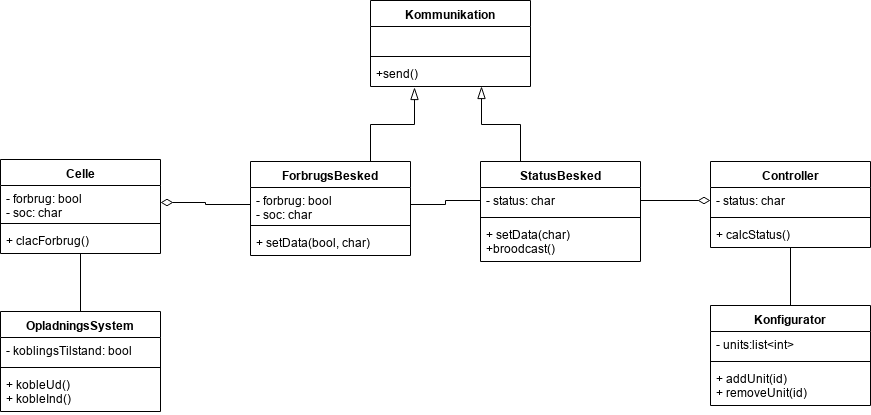 Kommunikation
+send()
Celle
- forbrug: bool
- soc: char
+ clacForbrug()
ForbrugsBesked
- forbrug: bool
- soc: char
+ setData(bool, char)
StatusBesked
- status: char
+ setData(char)
+broodcast()
Controller
- status: char
+ calcStatus()
OpladningsSystem
- koblingsTilstand: bool
+ kobleUd()
+ kobleInd()
Konfigurator
- units:list<int>
+ addUnit(id)
+ removeUnit(id)